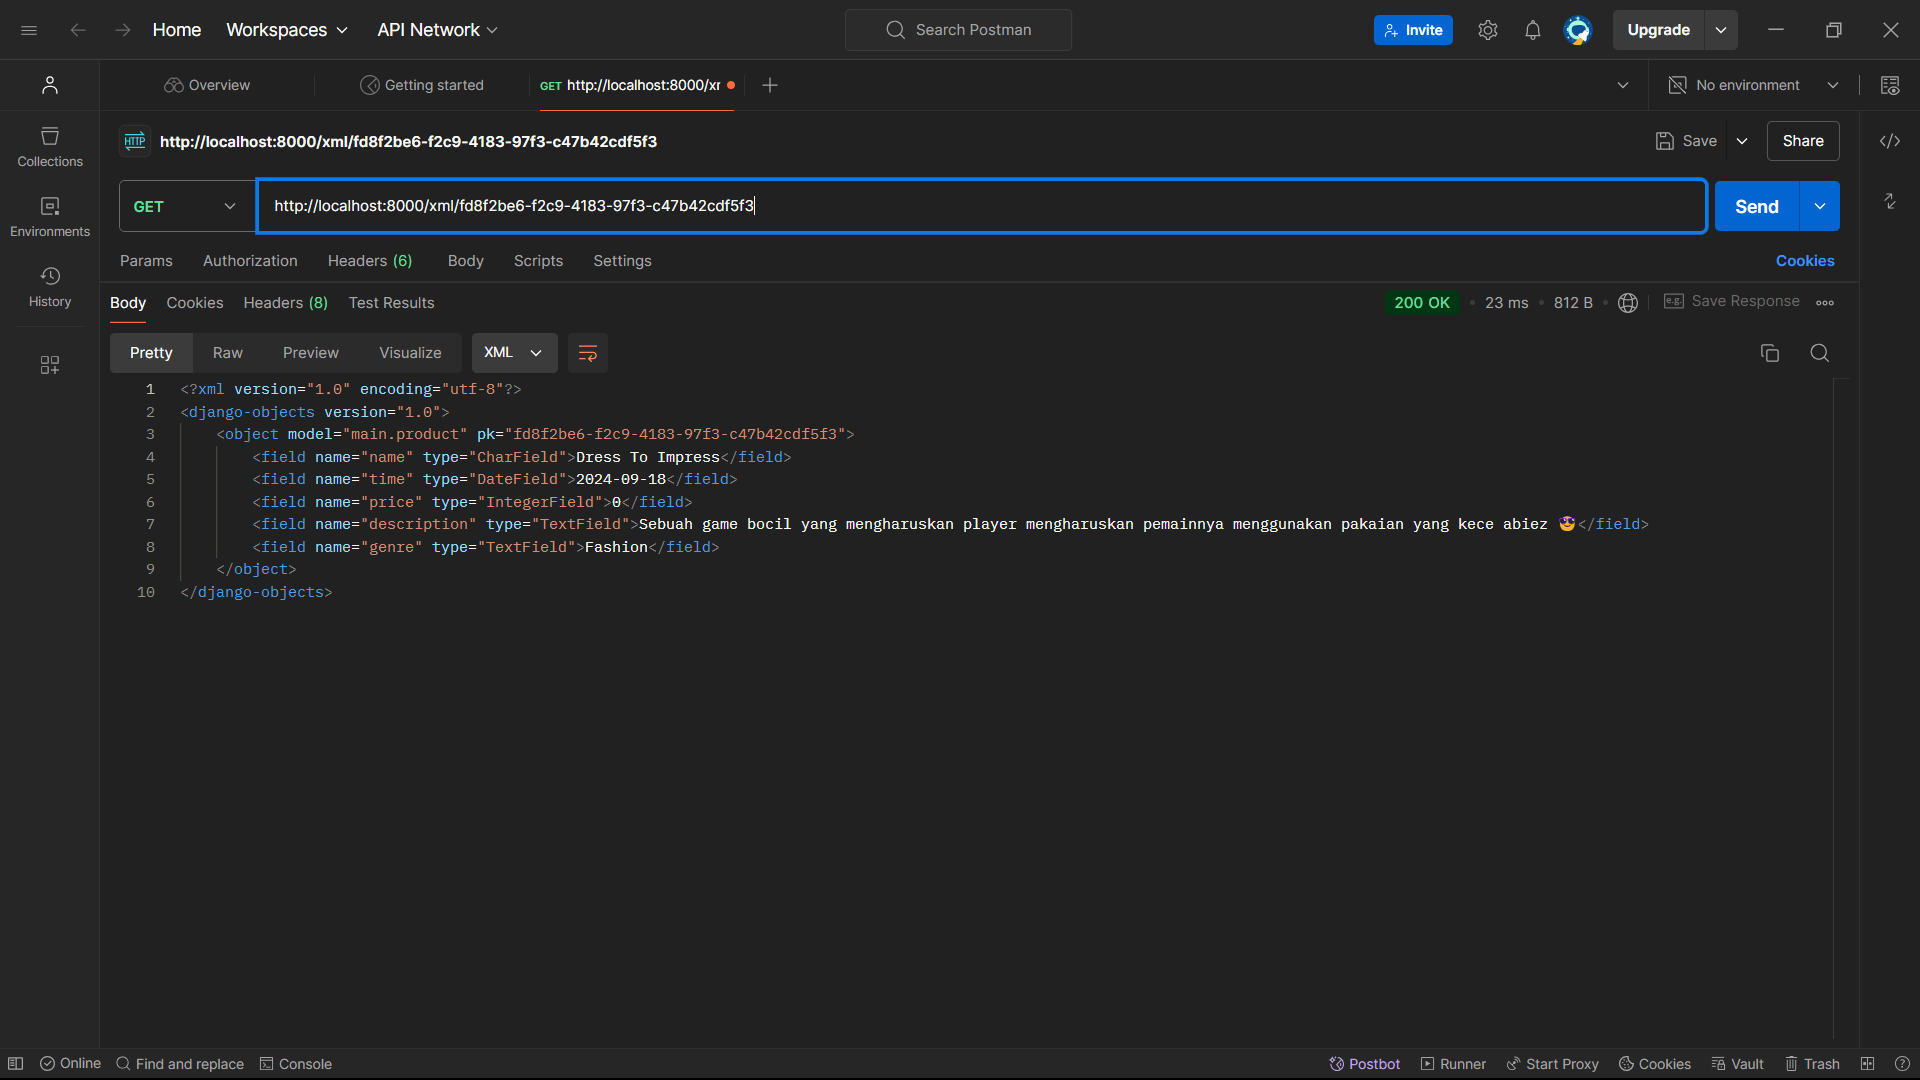 Home Workspaces API Network Search Postman Invite Upgrade
Overview Getting started GET http://localhost:8000/xr No environment
HTTP http://localhost:8000/xml/fd8f2be6-f2c9-4183-97f3-c47b42cdf5f3 Save Share
Collections
GET http://localhost:8000/xml/fd8f2be6-f2c9-4183-97f3-c47b42cdf5f3 Send
Environments
Params Authorization Headers (6) Body Scripts Settings Cookies
History
Body Cookies Headers (8) Test Results 200 OK 23 ms 812 B e.g. Save Response
Pretty Raw Preview Visualize XML
1 <?xml version="1.0" encoding="utf-8"?>
2 <django-objects version="1.0">
3 <object model="main.product" pk="fd8f2be6-f2c9-4183-97f3-c47b42cdf5f3">
4 <field name="name" type="CharField">Dress To Impress</field>
5 <field name="time" type="DateField">2024-09-18</field>
6 <field name="price" type="IntegerField">0</field>
7 <field name="description" type="TextField">Sebuah game bocil yang mengharuskan player mengharuskan pemainnya menggunakan pakaian yang kece abiez 😎</field>
8 <field name="genre" type="TextField">Fashion</field>
9 </object>
10 </django-objects>
Online Find and replace Console Postbot Runner Start Proxy Cookies Vault Trash